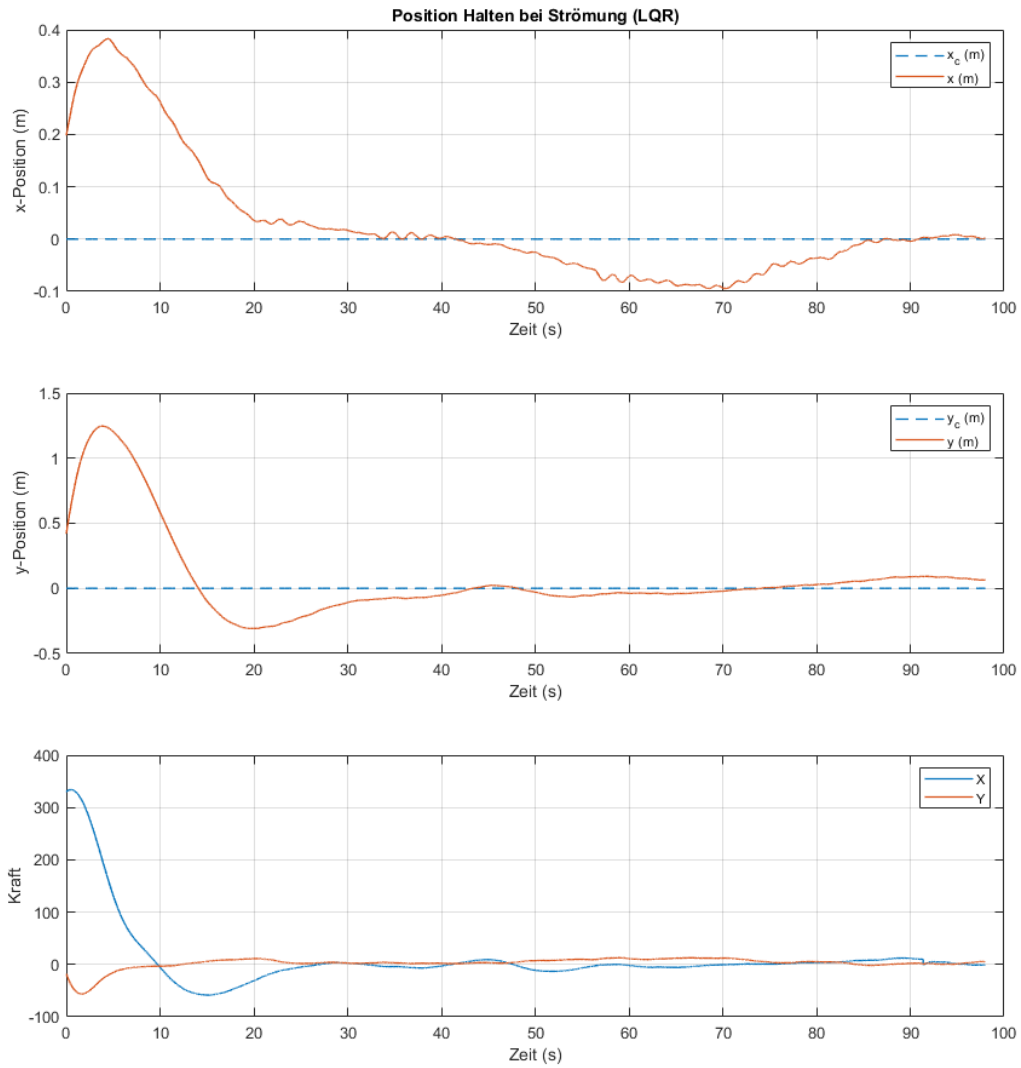 Position Halten bei Strömung (LQR)
x-Position (m)
0.4
0.3
0.2
0.1
0
-0.1
x_c (m)
x (m)
0 10 20 30 40 50 60 70 80 90 100
Zeit (s)
y-Position (m)
1.5
1
0.5
0
-0.5
y_c (m)
y (m)
0 10 20 30 40 50 60 70 80 90 100
Zeit (s)
Kraft
400
300
200
100
0
-100
X
Y
0 10 20 30 40 50 60 70 80 90 100
Zeit (s)